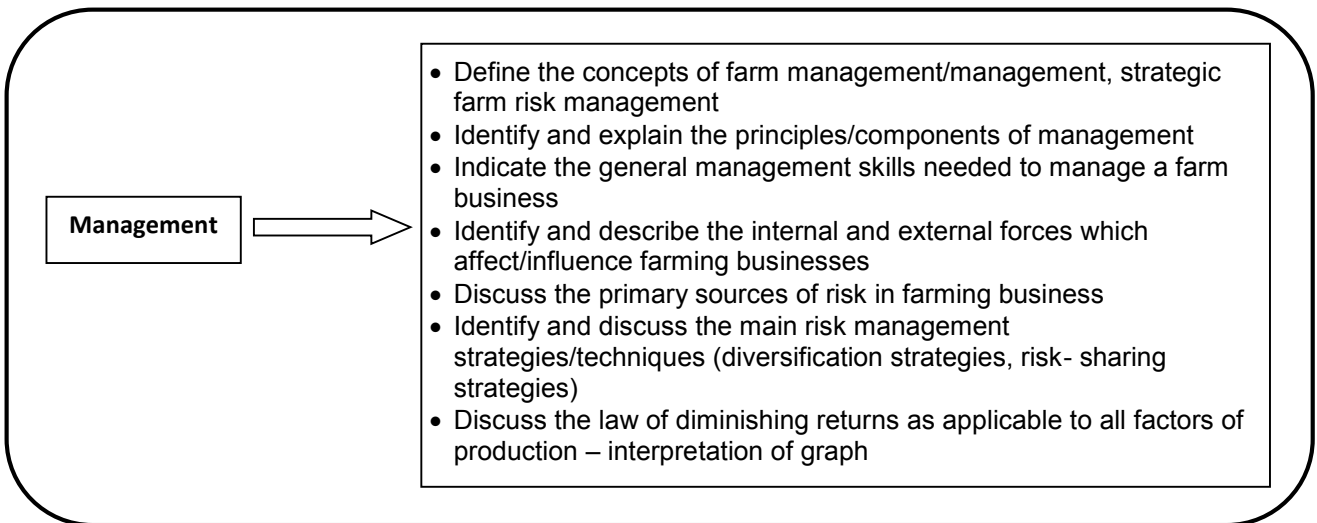 Management
• Define the concepts of farm management/management, strategic
farm risk management
• Identify and explain the principles/components of management
• Indicate the general management skills needed to manage a farm
business
• Identify and describe the internal and external forces which
affect/influence farming businesses
• Discuss the primary sources of risk in farming business
• Identify and discuss the main risk management
strategies/techniques (diversification strategies, risk- sharing
strategies)
• Discuss the law of diminishing returns as applicable to all factors of
production – interpretation of graph